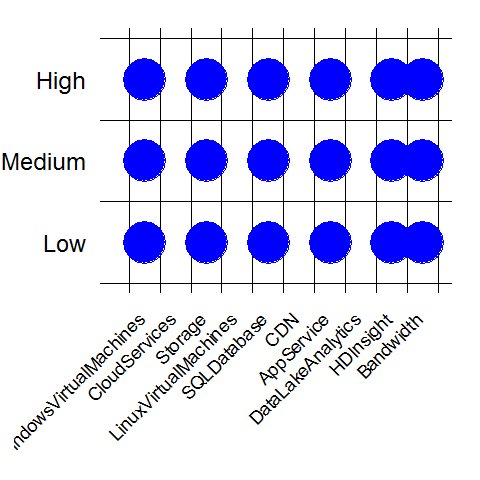 High
Medium
Low
ndowsVirtualMachines
CloudServices
Storage
LinuxVirtualMachines
SQLDatabase
CDN
AppService
DataLakeAnalytics
HDInsight
Bandwidth